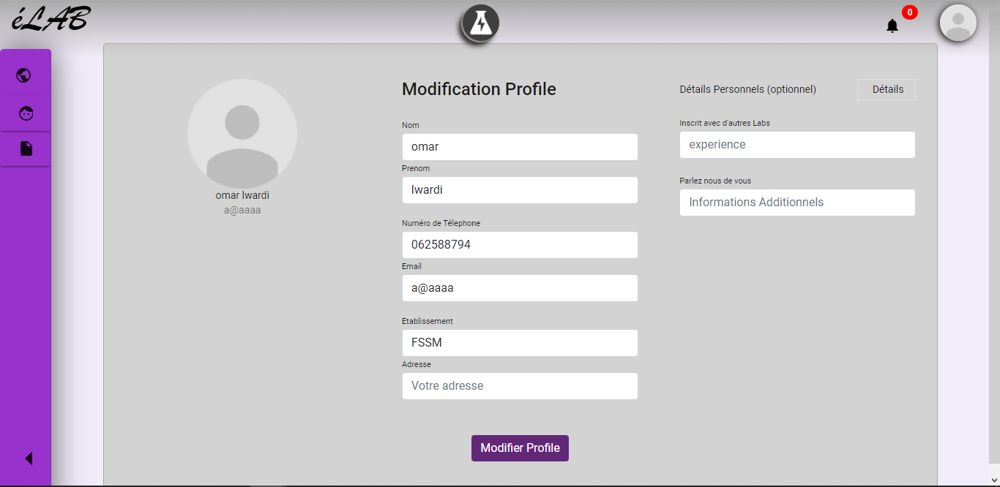 éLAB
0
omar lwardi
a@aaaa
Modification Profile
Nom
omar
Prenom
lwardi
Numéro de Télephone
062588794
Email
a@aaaa
Etablissement
FSSM
Adresse
Votre adresse
Modifier Profile
Détails Personnels (optionnel)
Détails
Inscrit avec d'autres Labs
experience
Parlez nous de vous
Informations Additionnels